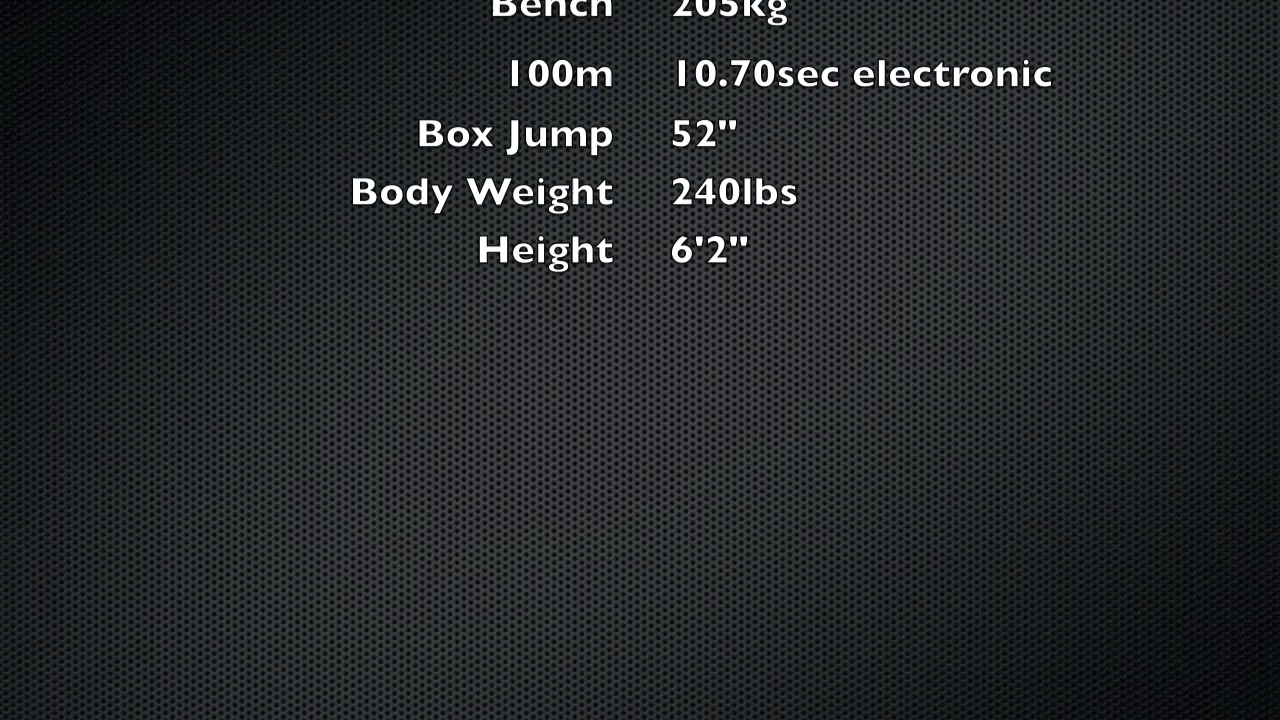 Bench 205kg
100m 10.70sec electronic
Box Jump 52"
Body Weight 240lbs
Height 6'2"